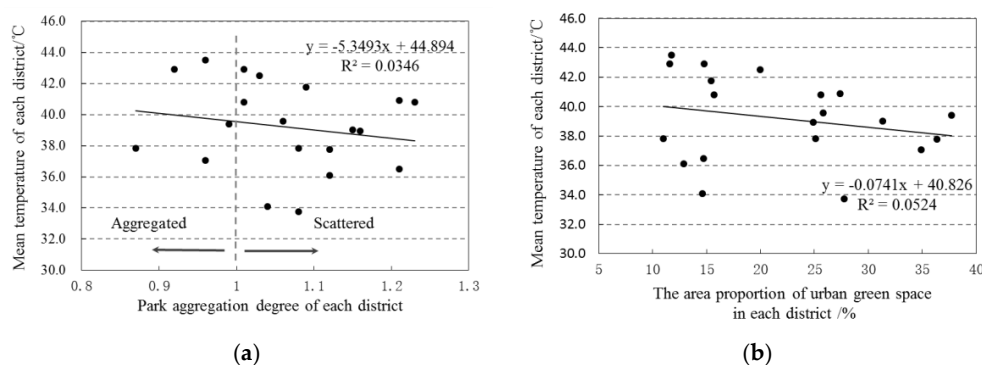 46.0
44.0
42.0
40.0
38.0
36.0
34.0
32.0
30.0
0.8
0.9
1
1.1
1.2
1.3
Mean temperature of each district/℃
y = -5.3493x + 44.894
R² = 0.0346
Aggregated
Scattered
Park aggregation degree of each district
(a)
46.0
44.0
42.0
40.0
38.0
36.0
34.0
32.0
30.0
5
10
15
20
25
30
35
40
Mean temperature of each district/℃
y = -0.0741x + 40.826
R² = 0.0524
The area proportion of urban green space
in each district /%
(b)